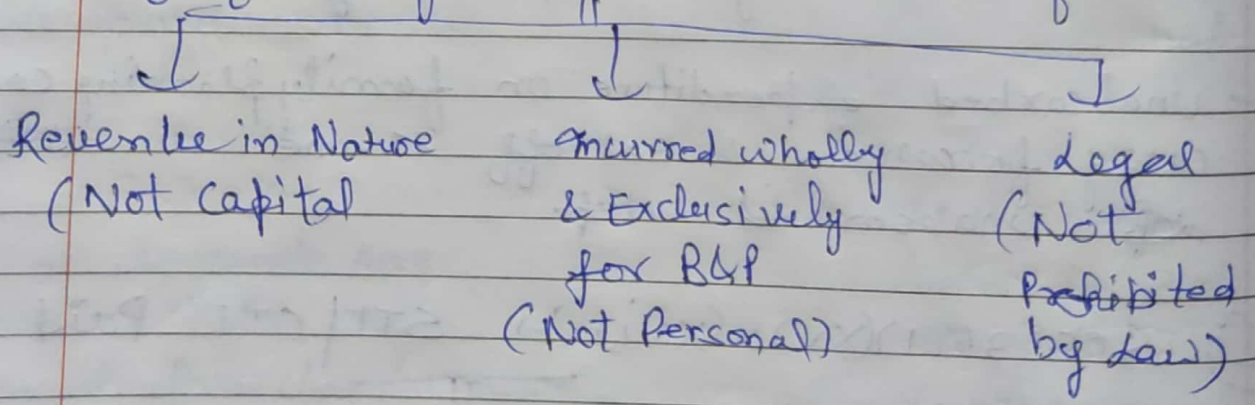 Revenue in Nature
(Not Capital
Incurred wholly
& Exclusively
for B&P
(Not Personal)
Legal
(Not
Prohibited
by Law)